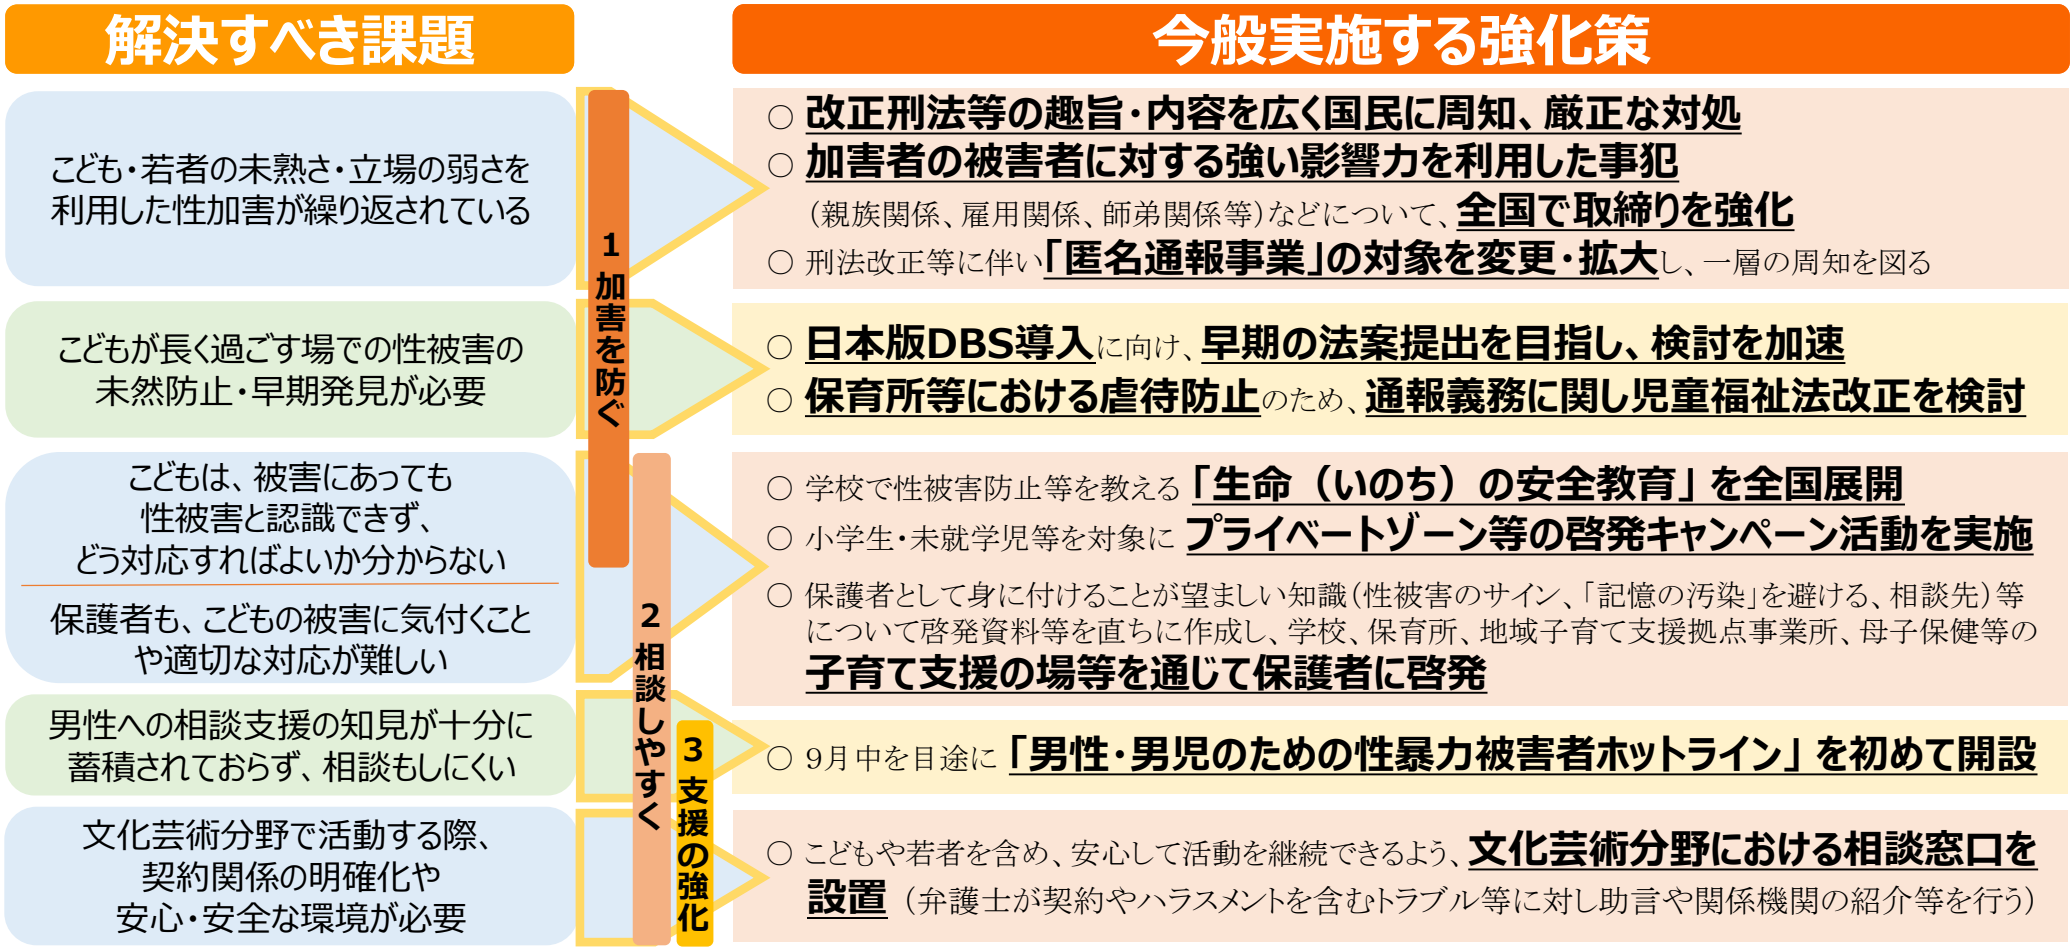 解決すべき課題
今般実施する強化策
こども・若者の未熟さ・立場の弱さを
利用した性加害が繰り返されている
○ 改正刑法等の趣旨・内容を広く国民に周知、厳正な対処
○ 加害者の被害者に対する強い影響力を利用した事犯
（親族関係、雇用関係、師弟関係等）などについて、全国で取締りを強化
○ 刑法改正等に伴い「匿名通報事業」の対象を変更・拡大し、一層の周知を図る
1 加害を防ぐ
こどもが長く過ごす場での性被害の
未然防止・早期発見が必要
○ 日本版DBS導入に向け、早期の法案提出を目指し、検討を加速
○ 保育所等における虐待防止のため、通報義務に関し児童福祉法改正を検討
こどもは、被害にあっても
性被害と認識できず、
どう対応すればよいか分からない
保護者も、こどもの被害に気付くこと
や適切な対応が難しい
2 相談しやすく
○ 学校で性被害防止等を教える「生命（いのち）の安全教育」を全国展開
○ 小学生・未就学児等を対象に プライベートゾーン等の啓発キャンペーン活動を実施
○ 保護者として身に付けることが望ましい知識（性被害のサイン、「記憶の汚染」を避ける、相談先）等
について啓発資料等を直ちに作成し、学校、保育所、地域子育て支援拠点事業所、母子保健等の
子育て支援の場等を通じて保護者に啓発
男性への相談支援の知見が十分に
蓄積されておらず、相談もしにくい
3 支援の強化
○ 9月中を目途に「男性・男児のための性暴力被害者ホットライン」を初めて開設
文化芸術分野で活動する際、
契約関係の明確化や
安心・安全な環境が必要
○ こどもや若者を含め、安心して活動を継続できるよう、文化芸術分野における相談窓口を
設置（弁護士が契約やハラスメントを含むトラブル等に対し助言や関係機関の紹介等を行う）